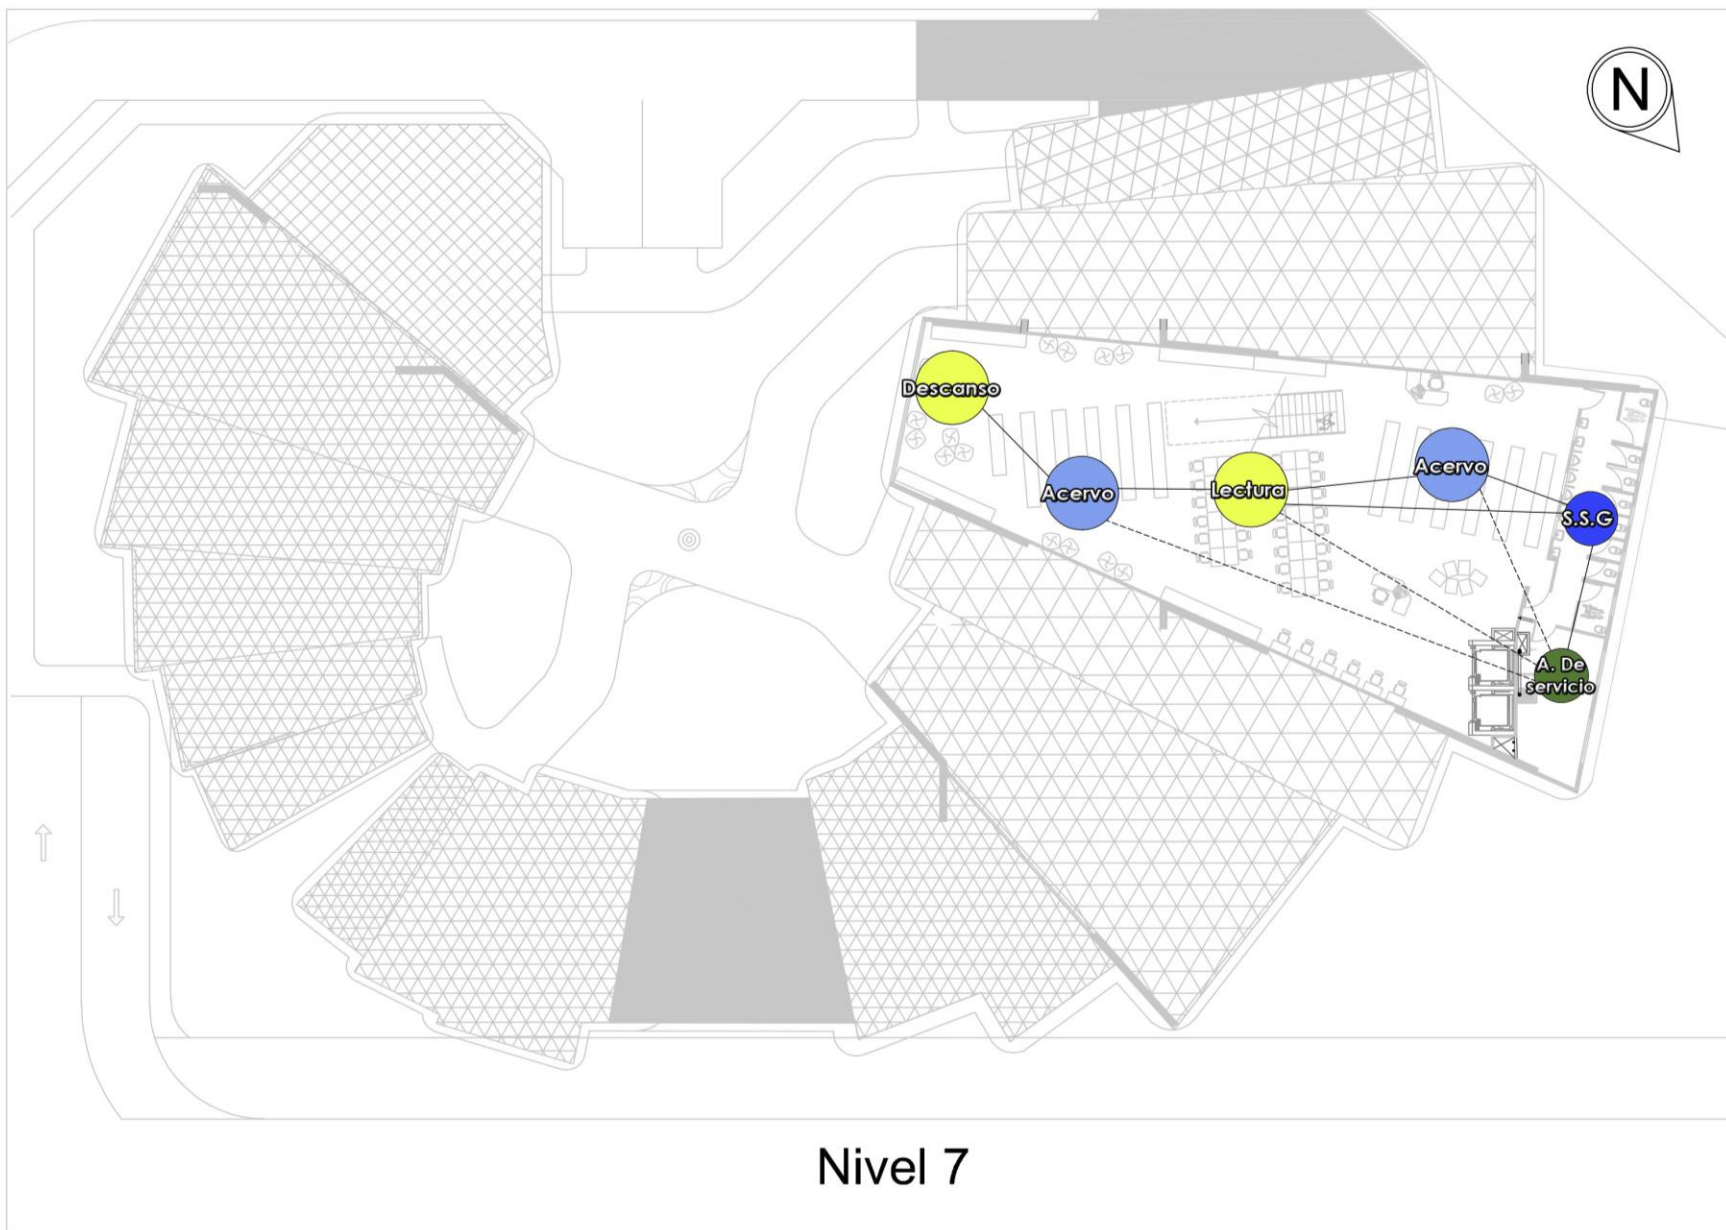 N
Descanso
Acervo
Lectura
Acervo
S.S.G
A. De
servicio
Nivel 7